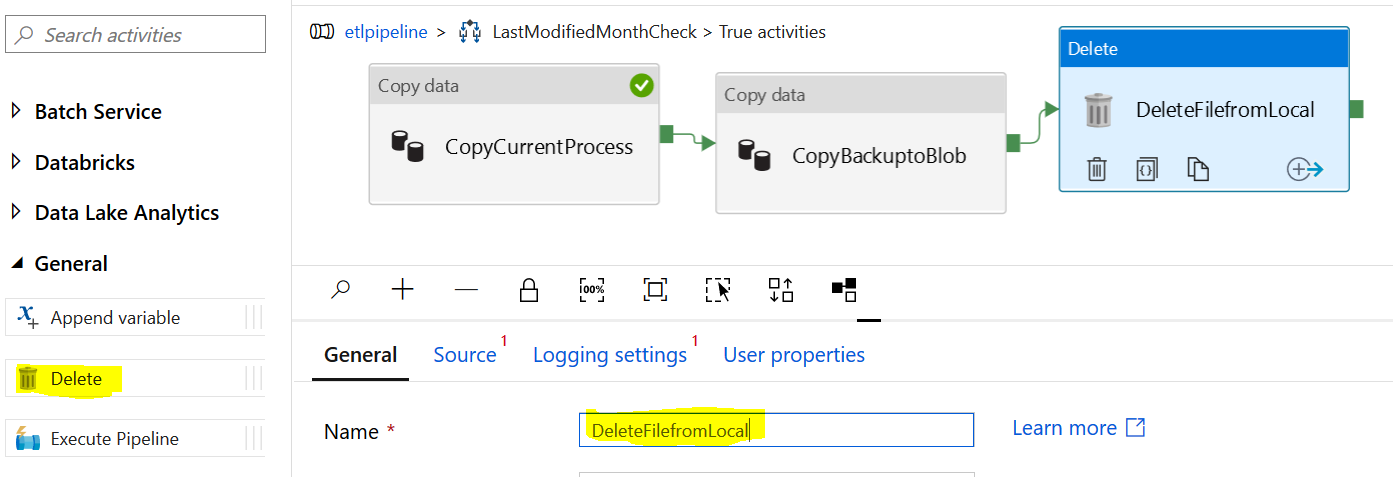 Search activities
Batch Service
Databricks
Data Lake Analytics
General
Append variable
Delete
Execute Pipeline
etlpipeline > LastModifiedMonthCheck > True activities
Copy data
CopyCurrentProcess
Copy data
CopyBackuptoBlob
Delete
DeleteFilefromLocal
{}
100%
General Source 1 Logging settings 1 User properties
Name * DeleteFilefromLocal Learn more